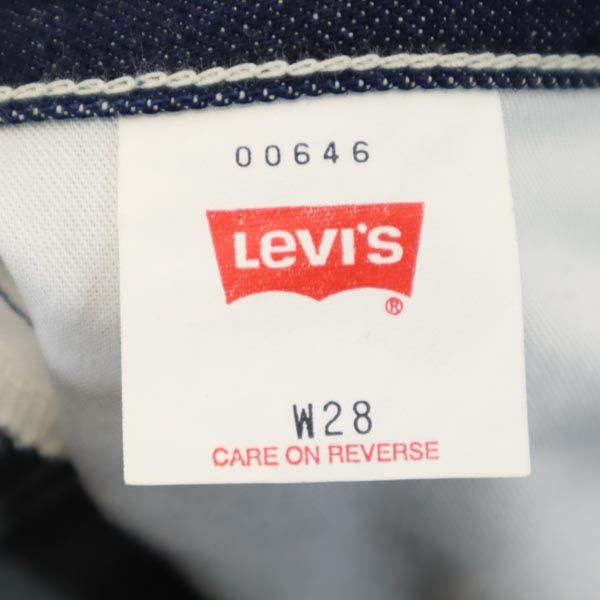 00646
Levi's
®
W28
CARE ON REVERSE